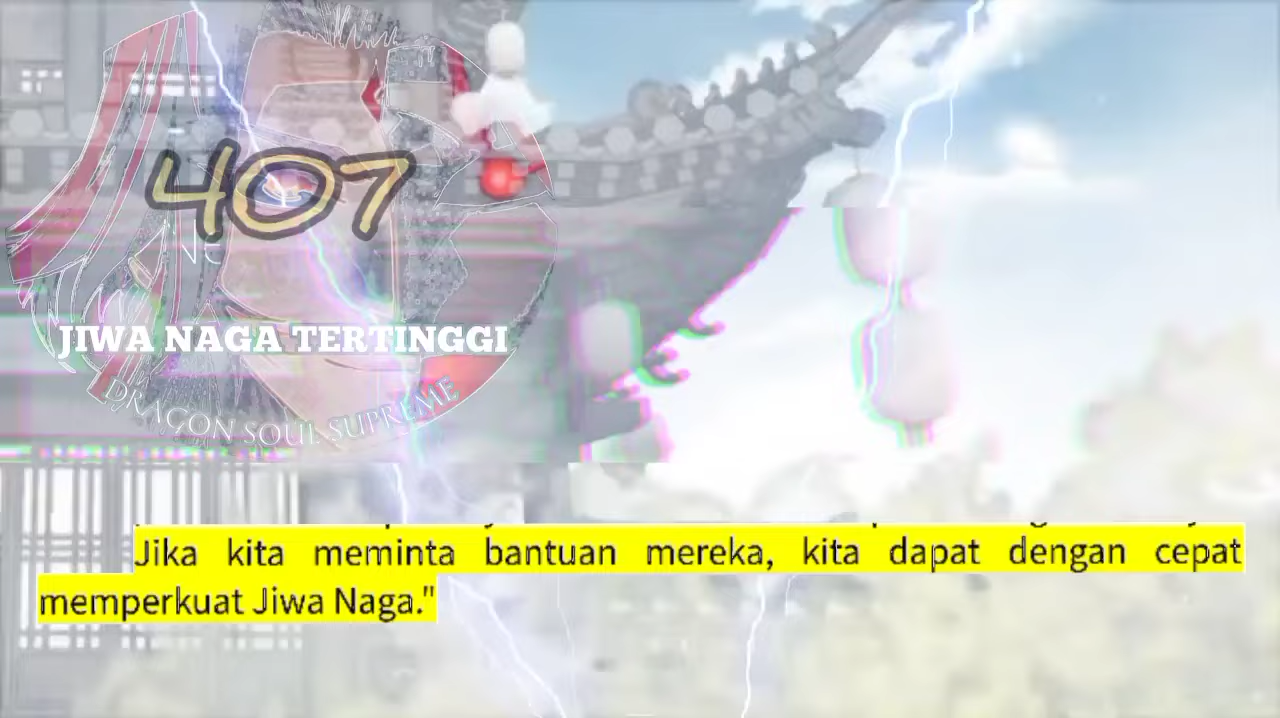 407
JIWA NAGA TERTINGGI
DRAGON SOUL SUPREME
Jika kita meminta bantuan mereka, kita dapat dengan cepat
memperkuat Jiwa Naga."